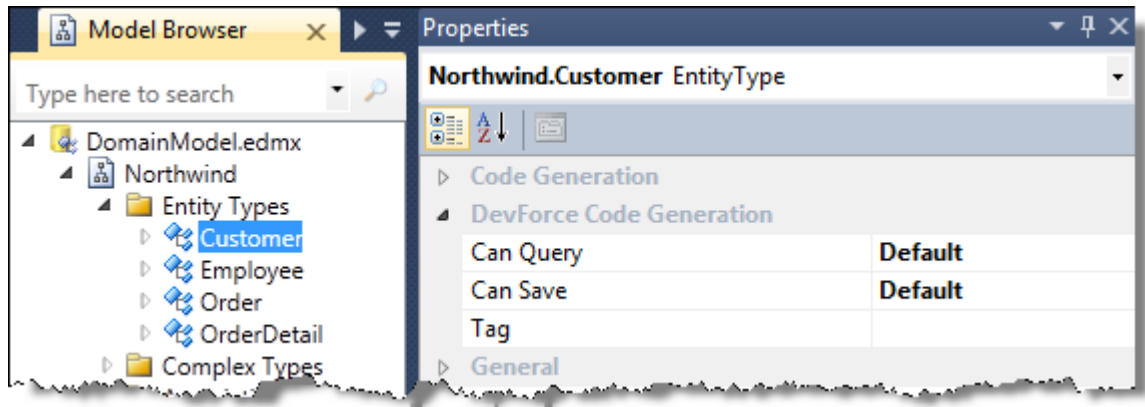 Model Browser
Type here to search
DomainModel.edmx
Northwind
Entity Types
Customer
Employee
Order
OrderDetail
Complex Types
Properties
Northwind.Customer EntityType
A
Z
Code Generation
DevForce Code Generation
Can Query Default
Can Save Default
Tag
General